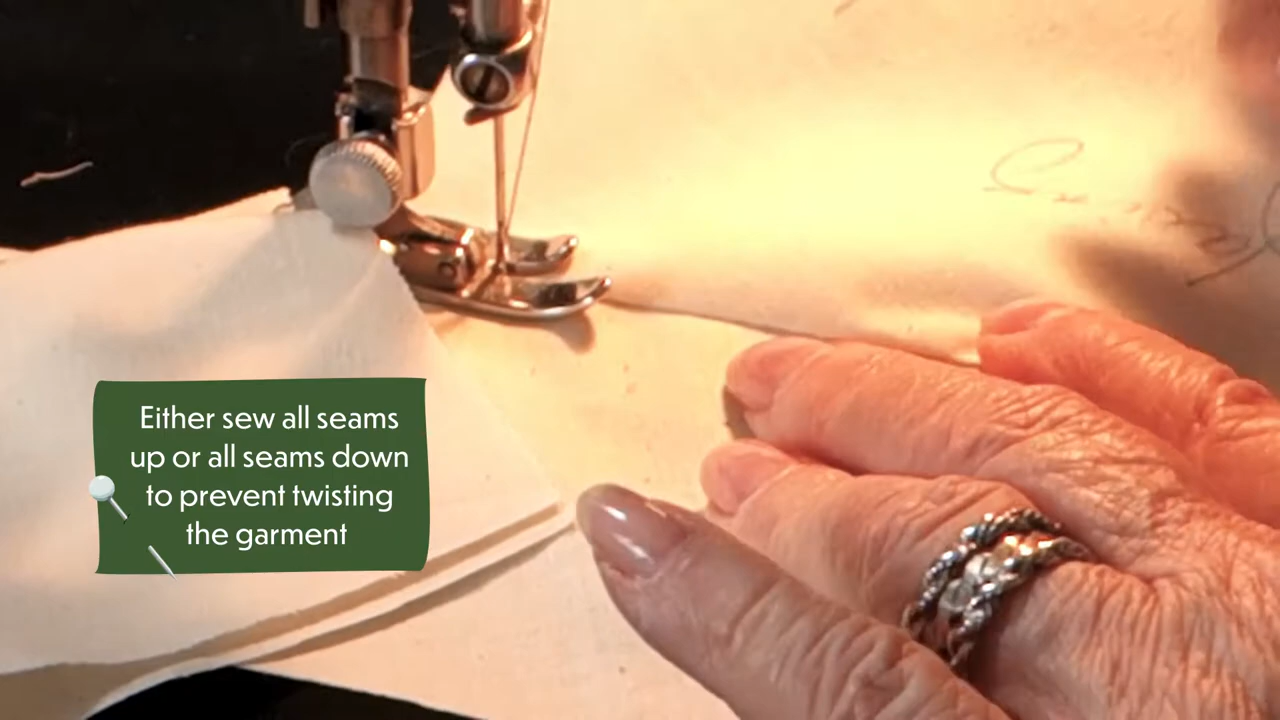 Either sew all seams
up or all seams down
to prevent twisting
the garment